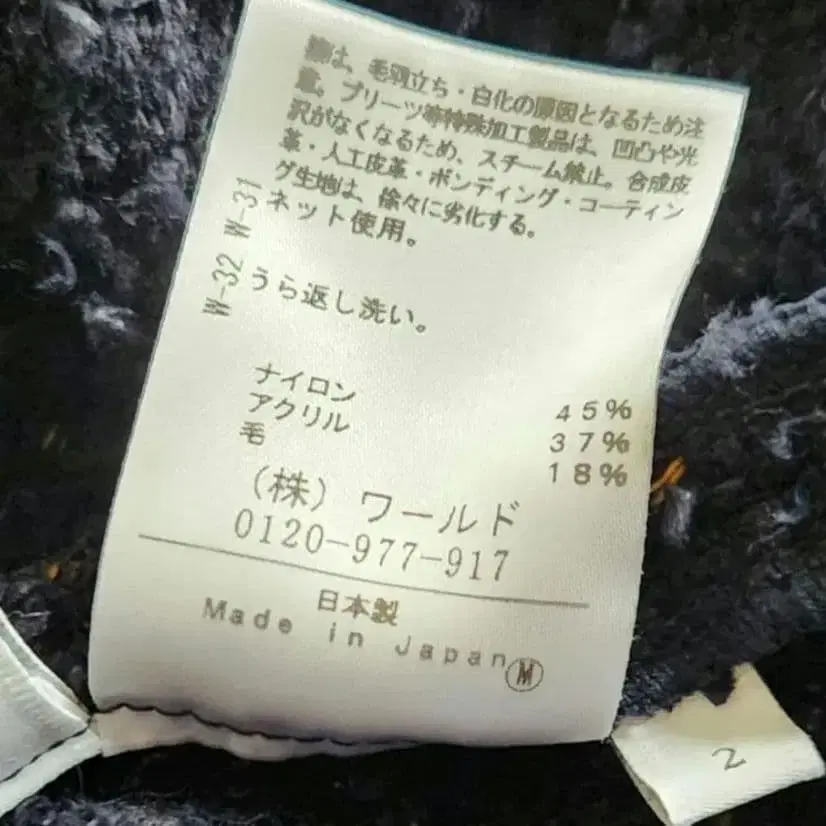 擦は、毛羽立ち・白化の原因となるため注
意。プリーツ等特殊加工製品は、凹凸や光
沢がなくなるため、スチーム禁止。合成皮
革・人工皮革・ボンディング・コーティン
グ生地は、徐々に劣化する。
W-31 ネット使用。
W-32 うら返し洗い。
ナイロン 45%
アクリル 37%
毛 18%
(株) ワールド
0120-977-917
日本製
Made in Japan Ⓜ
2